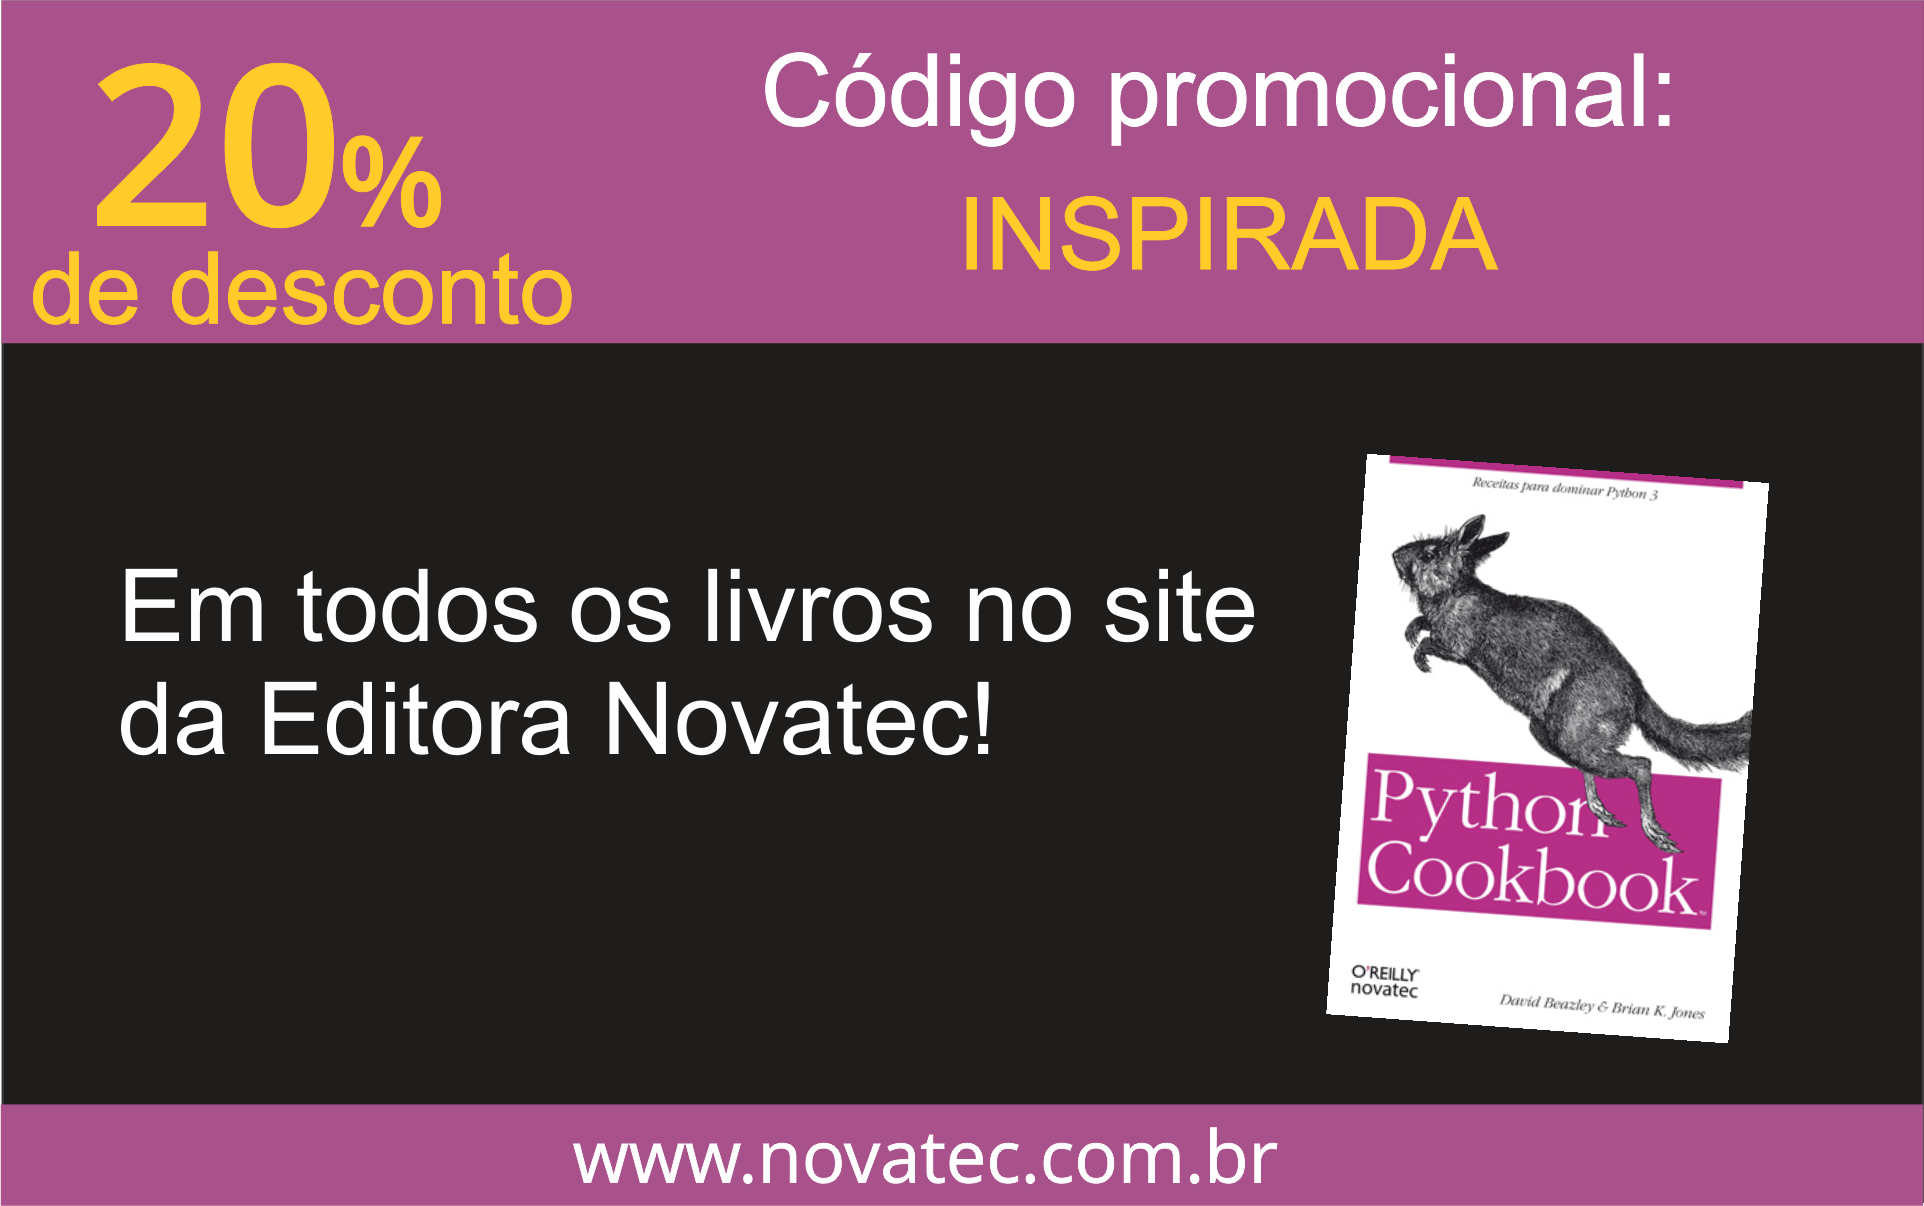 20%
de desconto
Código promocional:
INSPIRADA
Em todos os livros no site
da Editora Novatec!
Receitas para dominar Python 3
Python
Cookbook™
O'REILLY®
novatec
David Beazley & Brian K. Jones
www.novatec.com.br